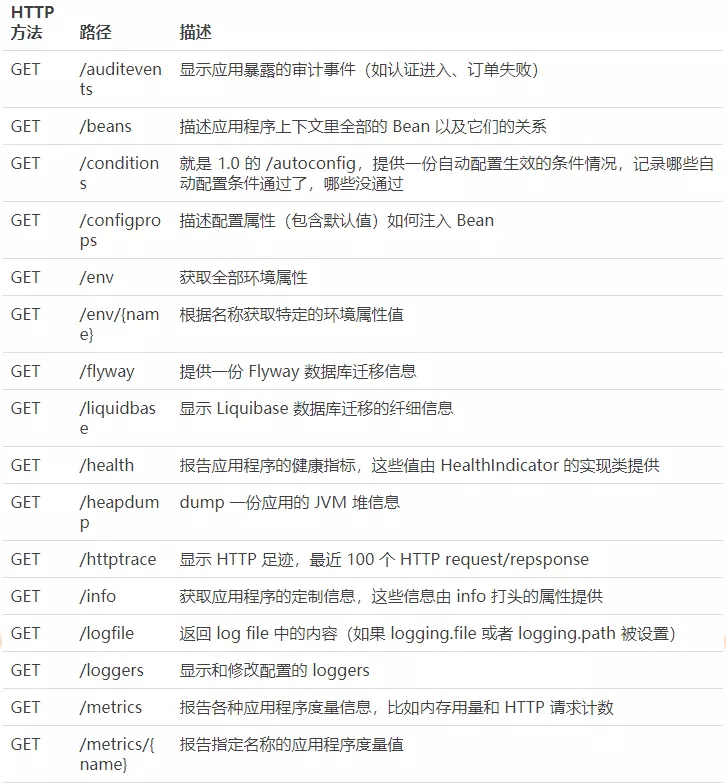 HTTP
方法 路径 描述
GET /auditeven 显示应用暴露的审计事件（如认证进入、订单失败）
ts
GET /beans 描述应用程序上下文里全部的 Bean 以及它们的关系
GET /condition 就是 1.0 的 /autoconfig，提供一份自动配置生效的条件情况，记录哪些自
s 动配置条件通过了，哪些没通过
GET /configpro 描述配置属性（包含默认值）如何注入 Bean
ps
GET /env 获取全部环境属性
GET /env/{nam 根据名称获取特定的环境属性值
e}
GET /flyway 提供一份 Flyway 数据库迁移信息
GET /liquidbas 显示 Liquibase 数据库迁移的纤细信息
e
GET /health 报告应用程序的健康指标，这些值由 HealthIndicator 的实现类提供
GET /heapdum dump 一份应用的 JVM 堆信息
p
GET /httptrace 显示 HTTP 足迹，最近 100 个 HTTP request/repsponse
GET /info 获取应用程序的定制信息，这些信息由 info 打头的属性提供
GET /logfile 返回 log file 中的内容（如果 logging.file 或者 logging.path 被设置）
GET /loggers 显示和修改配置的 loggers
GET /metrics 报告各种应用程序度量信息，比如内存用量和 HTTP 请求计数
GET /metrics/{ 报告指定名称的应用程序度量值
name}